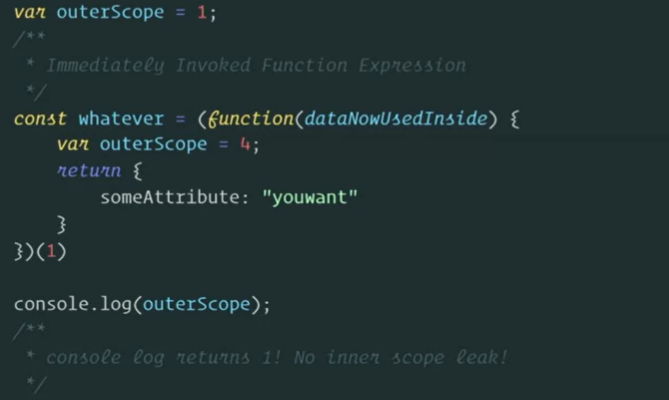 var outerScope = 1;
/**
 * Immediately Invoked Function Expression
 */
const whatever = (function(dataNowUsedInside) {
    var outerScope = 4;
    return {
        someAttribute: "youwant"
    }
})(1)

console.log(outerScope);
/**
 * console log returns 1! No inner scope leak!
 */